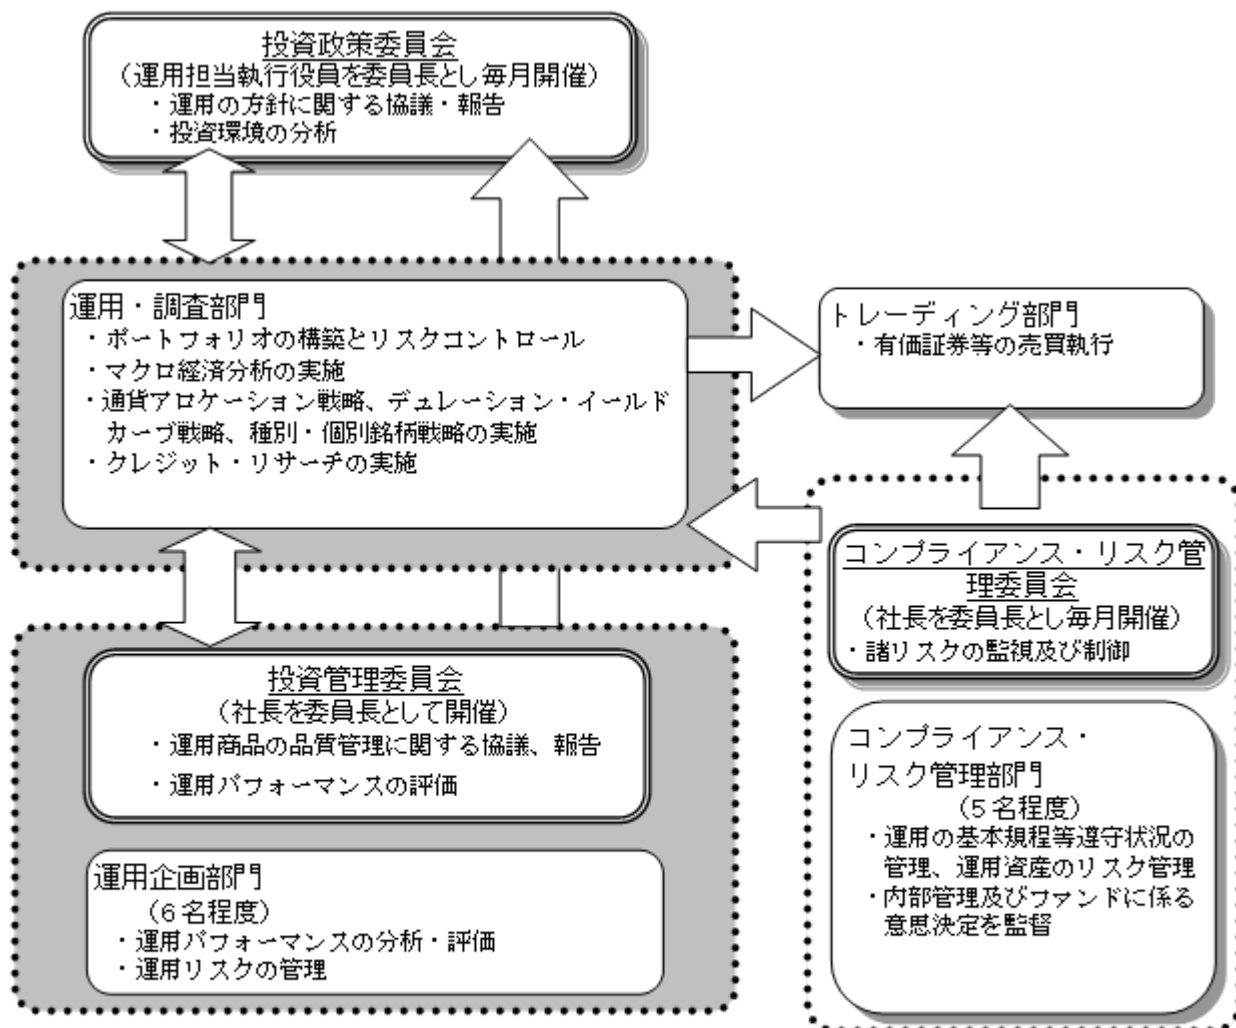 投資政策委員会
(運用担当執行役員を委員長とし毎月開催)
・運用の方針に関する協議・報告
・投資環境の分析
運用・調査部門
・ポートフォリオの構築とリスクコントロール
・マクロ経済分析の実施
・通貨アロケーション戦略、デュレーション・イールド
カーブ戦略、種別・個別銘柄戦略の実施
・クレジット・リサーチの実施
トレーディング部門
・有価証券等の売買執行
投資管理委員会
(社長を委員長として開催)
・運用商品の品質管理に関する協議、報告
・運用パフォーマンスの評価
運用企画部門
(6名程度)
・運用パフォーマンスの分析・評価
・運用リスクの管理
コンプライアンス・リスク管
理委員会
(社長を委員長とし毎月開催)
・諸リスクの監視及び制御
コンプライアンス・
リスク管理部門
(5名程度)
・運用の基本規程等遵守状況の
管理、運用資産のリスク管理
・内部管理及びファンドに係る
意思決定を監督